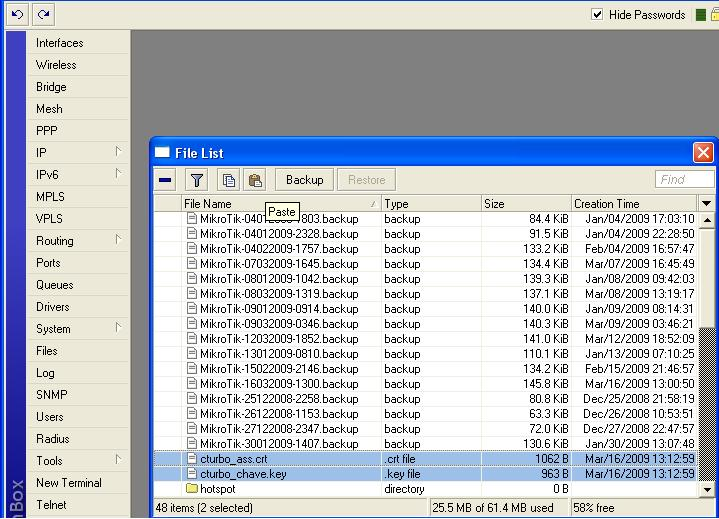 Hide Passwords
Interfaces
Wireless
Bridge
Mesh
PPP
IP
IPv6
MPLS
VPLS
Routing
Ports
Queues
Drivers
System
Files
Log
SNMP
Users
Radius
Tools
New Terminal
Telnet
File List
Backup Restore Find
File Name Type Size Creation Time
Paste
backup 84.4 KiB Jan/04/2009 17:03:10
MikroTik-04012009-2328.backup backup 91.5 KiB Jan/04/2009 22:28:50
MikroTik-04022009-1757.backup backup 133.2 KiB Feb/04/2009 16:57:47
MikroTik-07032009-1645.backup backup 134.4 KiB Mar/07/2009 16:45:49
MikroTik-08012009-1042.backup backup 139.3 KiB Jan/08/2009 09:42:03
MikroTik-08032009-1319.backup backup 137.1 KiB Mar/08/2009 13:19:17
MikroTik-09012009-0914.backup backup 140.0 KiB Jan/09/2009 08:14:31
MikroTik-09032009-0346.backup backup 140.3 KiB Mar/09/2009 03:46:21
MikroTik-12032009-1852.backup backup 141.0 KiB Mar/12/2009 18:52:09
MikroTik-13012009-0810.backup backup 110.1 KiB Jan/13/2009 07:10:25
MikroTik-15022009-2146.backup backup 134.2 KiB Feb/15/2009 21:46:57
MikroTik-16032009-1300.backup backup 145.8 KiB Mar/16/2009 13:00:50
MikroTik-25122008-2258.backup backup 80.8 KiB Dec/25/2008 21:58:19
MikroTik-26122008-1153.backup backup 63.3 KiB Dec/26/2008 10:53:51
MikroTik-27122008-2347.backup backup 72.0 KiB Dec/27/2008 22:47:57
MikroTik-30012009-1407.backup backup 130.6 KiB Jan/30/2009 13:07:48
cturbo_ass.crt .crt file 1062 B Mar/16/2009 13:12:59
cturbo_chave.key .key file 963 B Mar/16/2009 13:12:59
hotspot directory 0 B
48 items (2 selected) 25.5 MB of 61.4 MB used 58% free